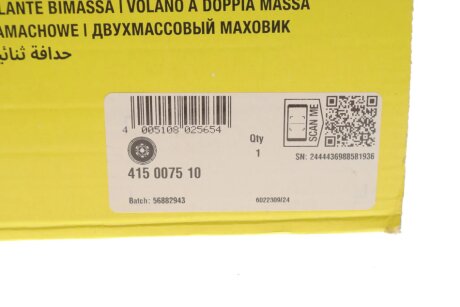 LANTE BIMASSA | VOLANO A DOPPIA MASSA
AMACHOWE | ДВУХМАССОВЫЙ МАХОВИК
حدافة ثنائية
4 005108 025654
Qty
1
SCAN ME
SN: 2444436988581936
415 0075 10
Batch: 56882943
6022309/24